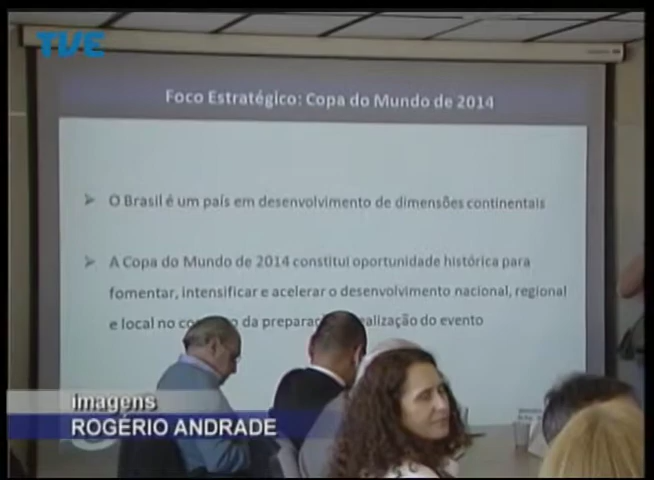 TVE
Foco Estratégico: Copa do Mundo de 2014
O Brasil é um país em desenvolvimento de dimensões continentais
A Copa do Mundo de 2014 constitui oportunidade histórica para
fomentar, intensificar e acelerar o desenvolvimento nacional, regional
e local no da realização do evento
imagens
ROGÉRIO ANDRADE